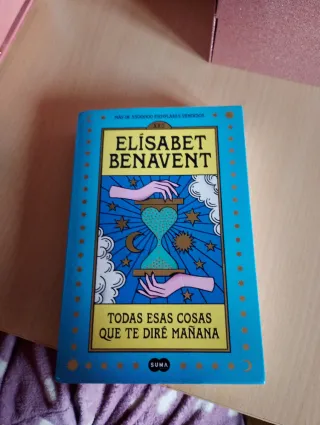 ELÍSABET
BENAVENT
TODAS ESAS COSAS
QUE TE DIRÉ MAÑANA
SUMA